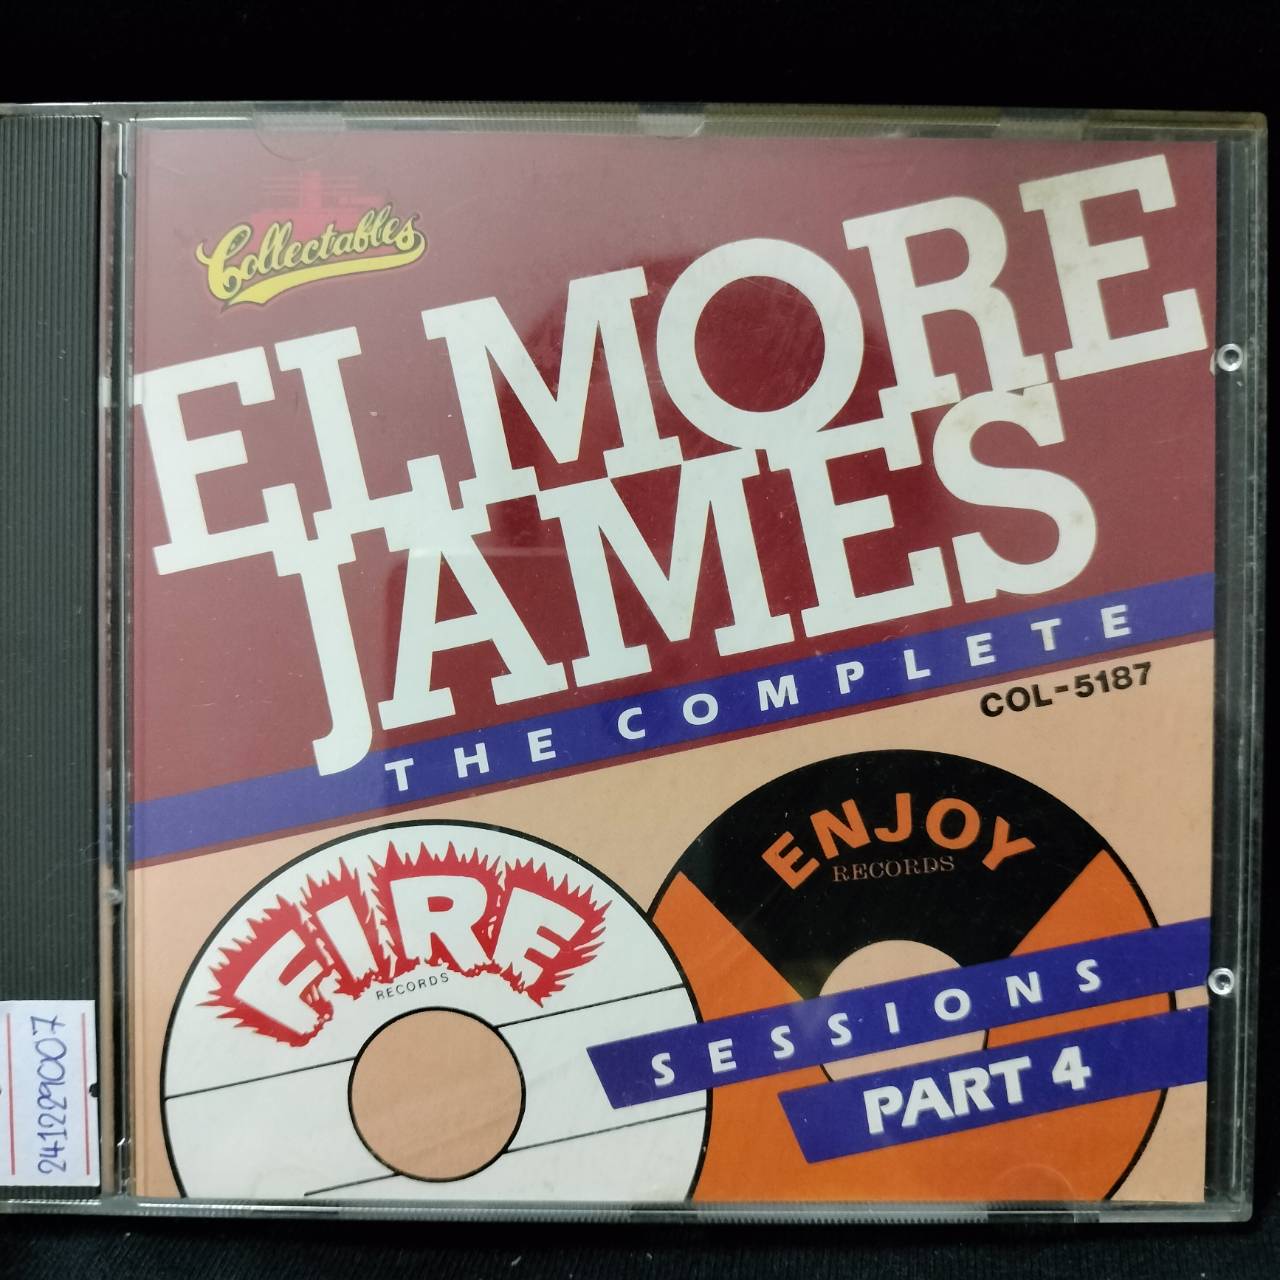 Collectables
ELMORE
JAMES
THE COMPLETE
COL-5187
FIRE
RECORDS
ENJOY
RECORDS
SESSIONS
PART 4
241229007